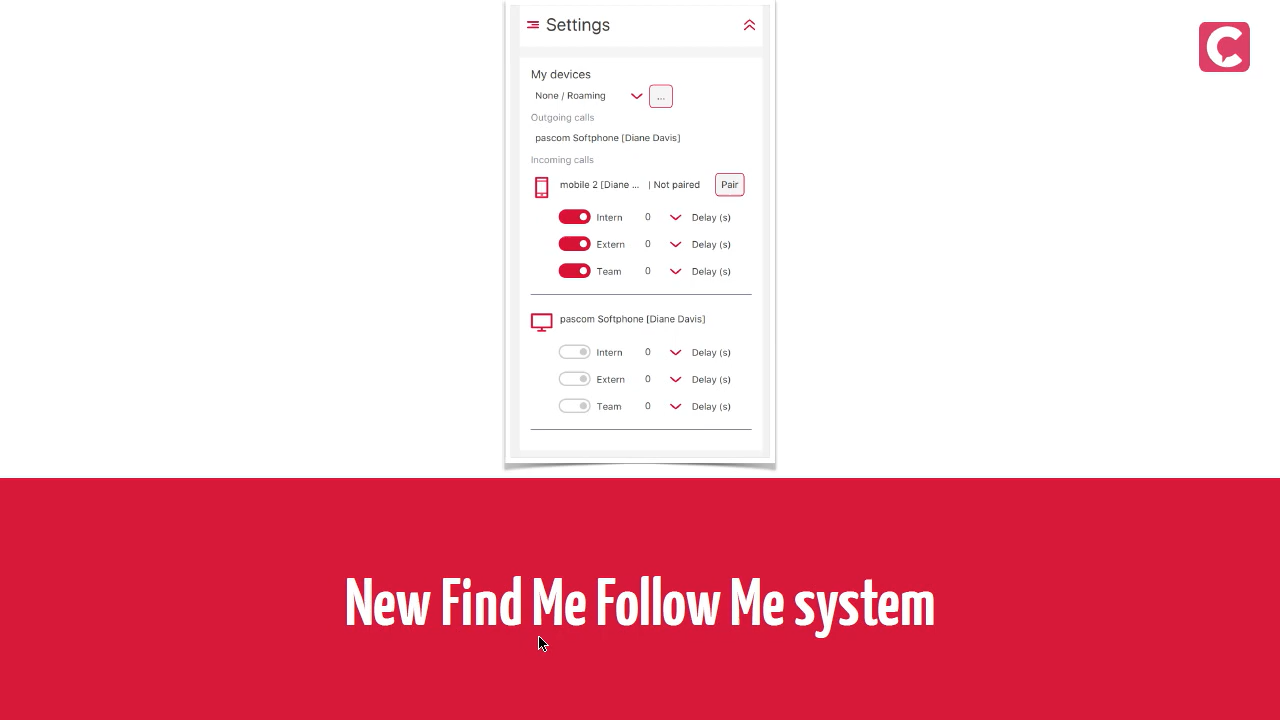 Settings
My devices
None / Roaming ...
Outgoing calls
pascom Softphone [Diane Davis]
Incoming calls
mobile 2 [Diane ... | Not paired Pair
Intern 0 Delay (s)
Extern 0 Delay (s)
Team 0 Delay (s)
pascom Softphone [Diane Davis]
Intern 0 Delay (s)
Extern 0 Delay (s)
Team 0 Delay (s)
New Find Me Follow Me system